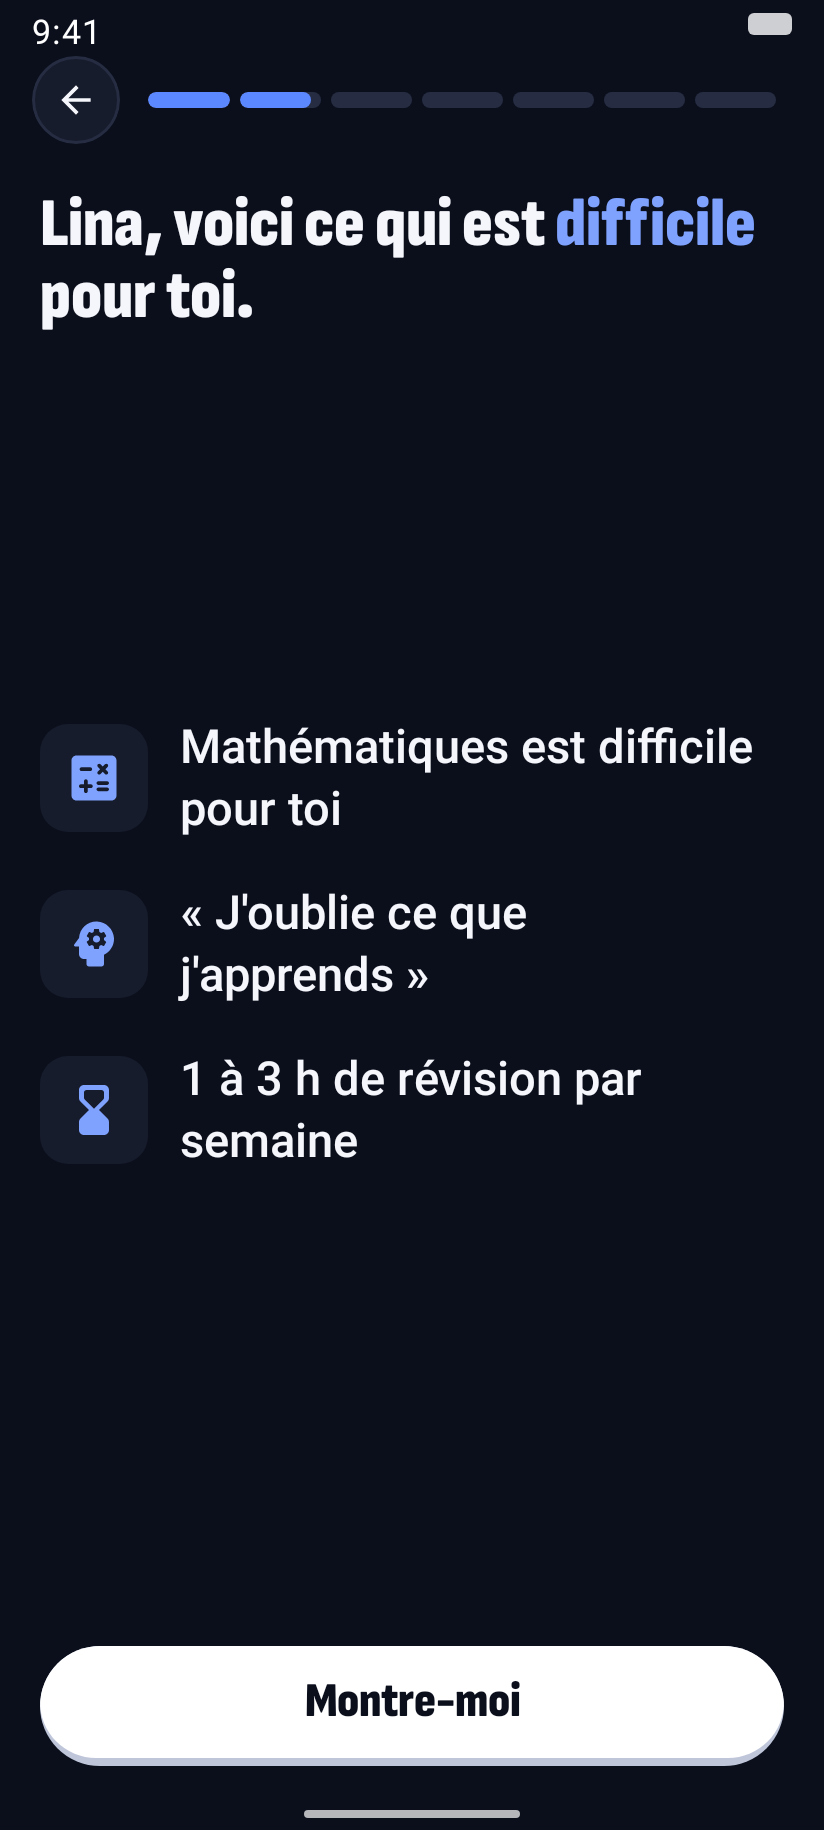 9:41
Lina, voici ce qui est difficile
pour toi.
Mathématiques est difficile
pour toi
« J'oublie ce que
j'apprends »
1 à 3 h de révision par
semaine
Montre-moi